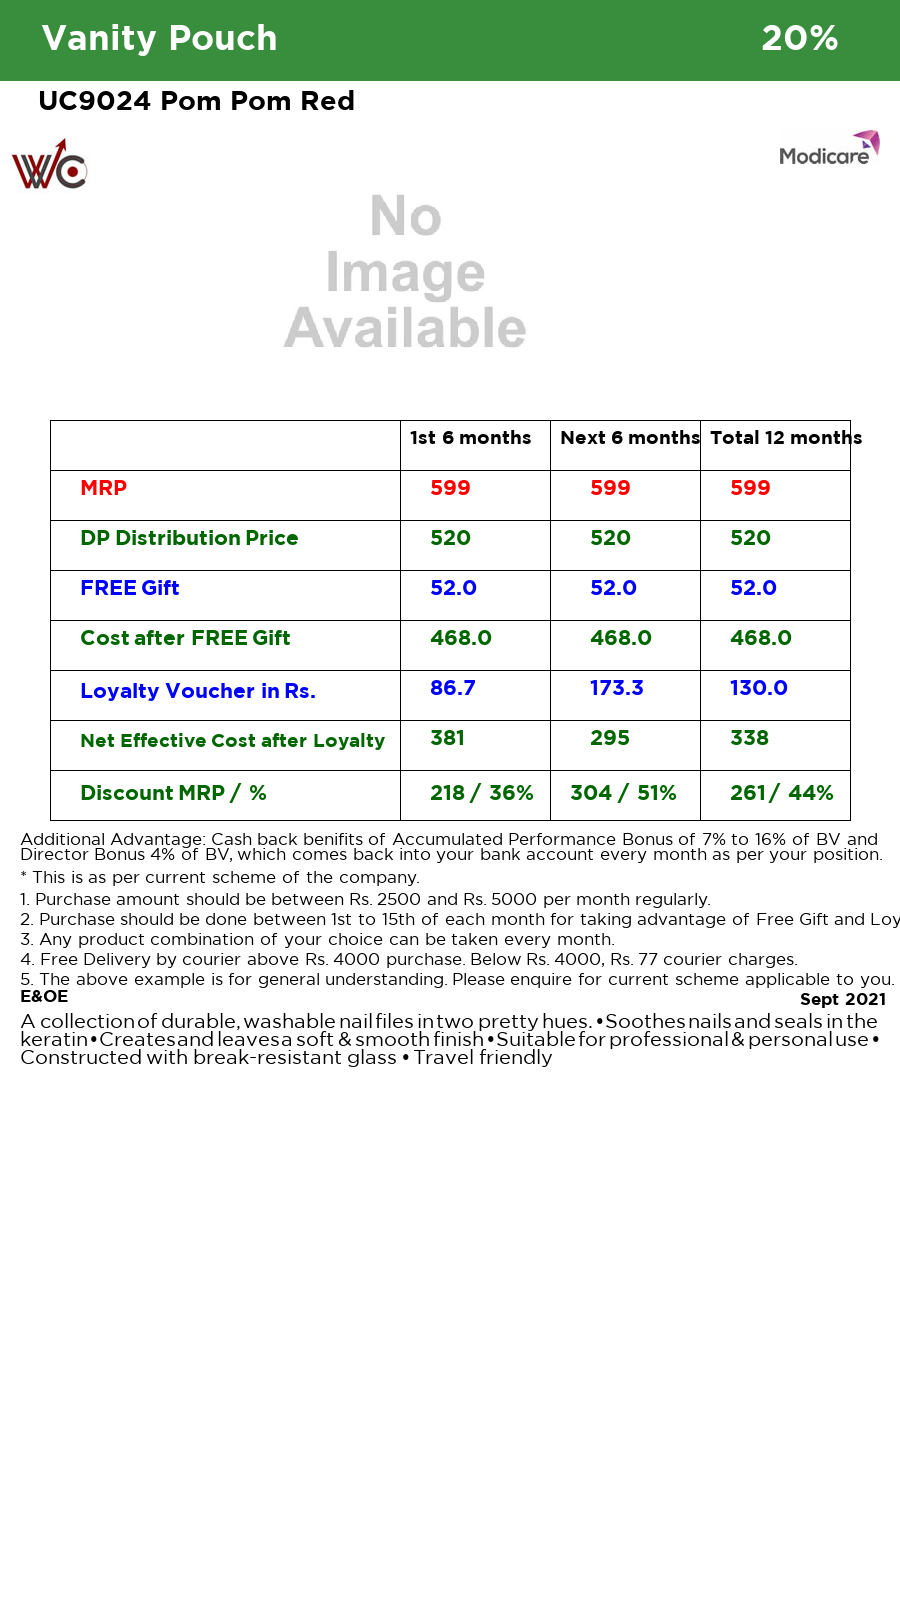 Vanity Pouch 20%
UC9024 Pom Pom Red
WC
Modicare
No
Image
Available
1st 6 months Next 6 months Total 12 months
MRP 599 599 599
DP Distribution Price 520 520 520
FREE Gift 52.0 52.0 52.0
Cost after FREE Gift 468.0 468.0 468.0
Loyalty Voucher in Rs. 86.7 173.3 130.0
Net Effective Cost after Loyalty 381 295 338
Discount MRP / % 218 / 36% 304 / 51% 261 / 44%
Additional Advantage: Cash back benifits of Accumulated Performance Bonus of 7% to 16% of BV and
Director Bonus 4% of BV, which comes back into your bank account every month as per your position.
* This is as per current scheme of the company.
1. Purchase amount should be between Rs. 2500 and Rs. 5000 per month regularly.
2. Purchase should be done between 1st to 15th of each month for taking advantage of Free Gift and Loy
3. Any product combination of your choice can be taken every month.
4. Free Delivery by courier above Rs. 4000 purchase. Below Rs. 4000, Rs. 77 courier charges.
5. The above example is for general understanding. Please enquire for current scheme applicable to you.
E&OE Sept 2021
A collection of durable, washable nail files in two pretty hues. • Soothes nails and seals in the
keratin • Creates and leaves a soft & smooth finish • Suitable for professional & personal use •
Constructed with break-resistant glass • Travel friendly